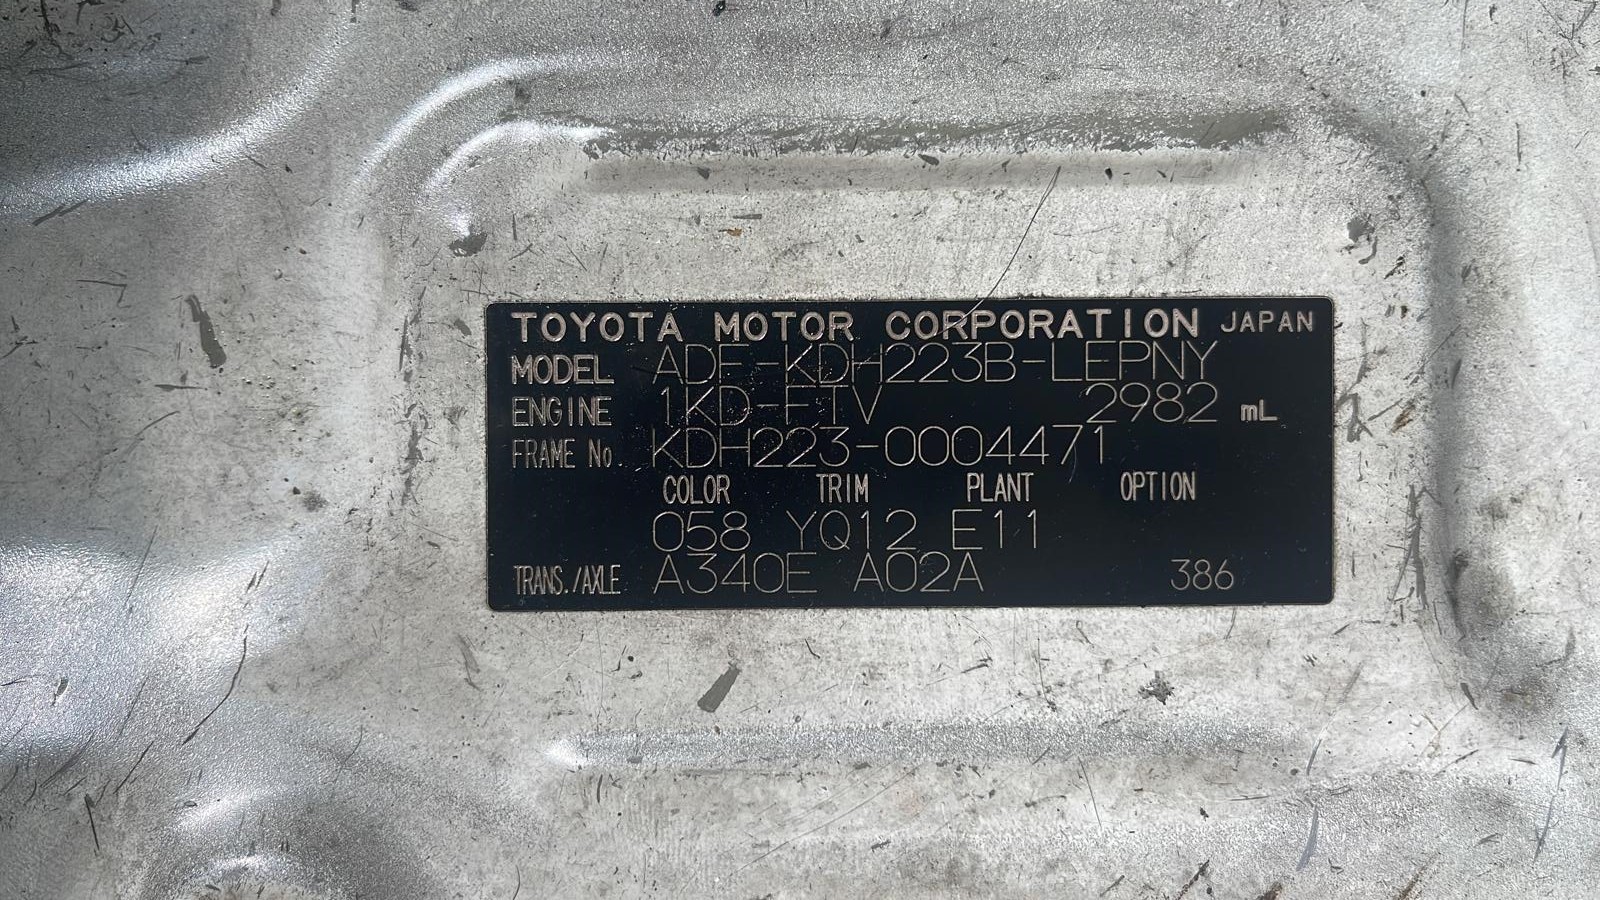 TOYOTA MOTOR CORPORATION JAPAN
MODEL ADF-KDH223B-LEPNY
ENGINE 1KD-FTV 2982 mL
FRAME No. KDH223-0004471
COLOR TRIM PLANT OPTION
058 YQ12 E11
TRANS./AXLE A340E A02A 386